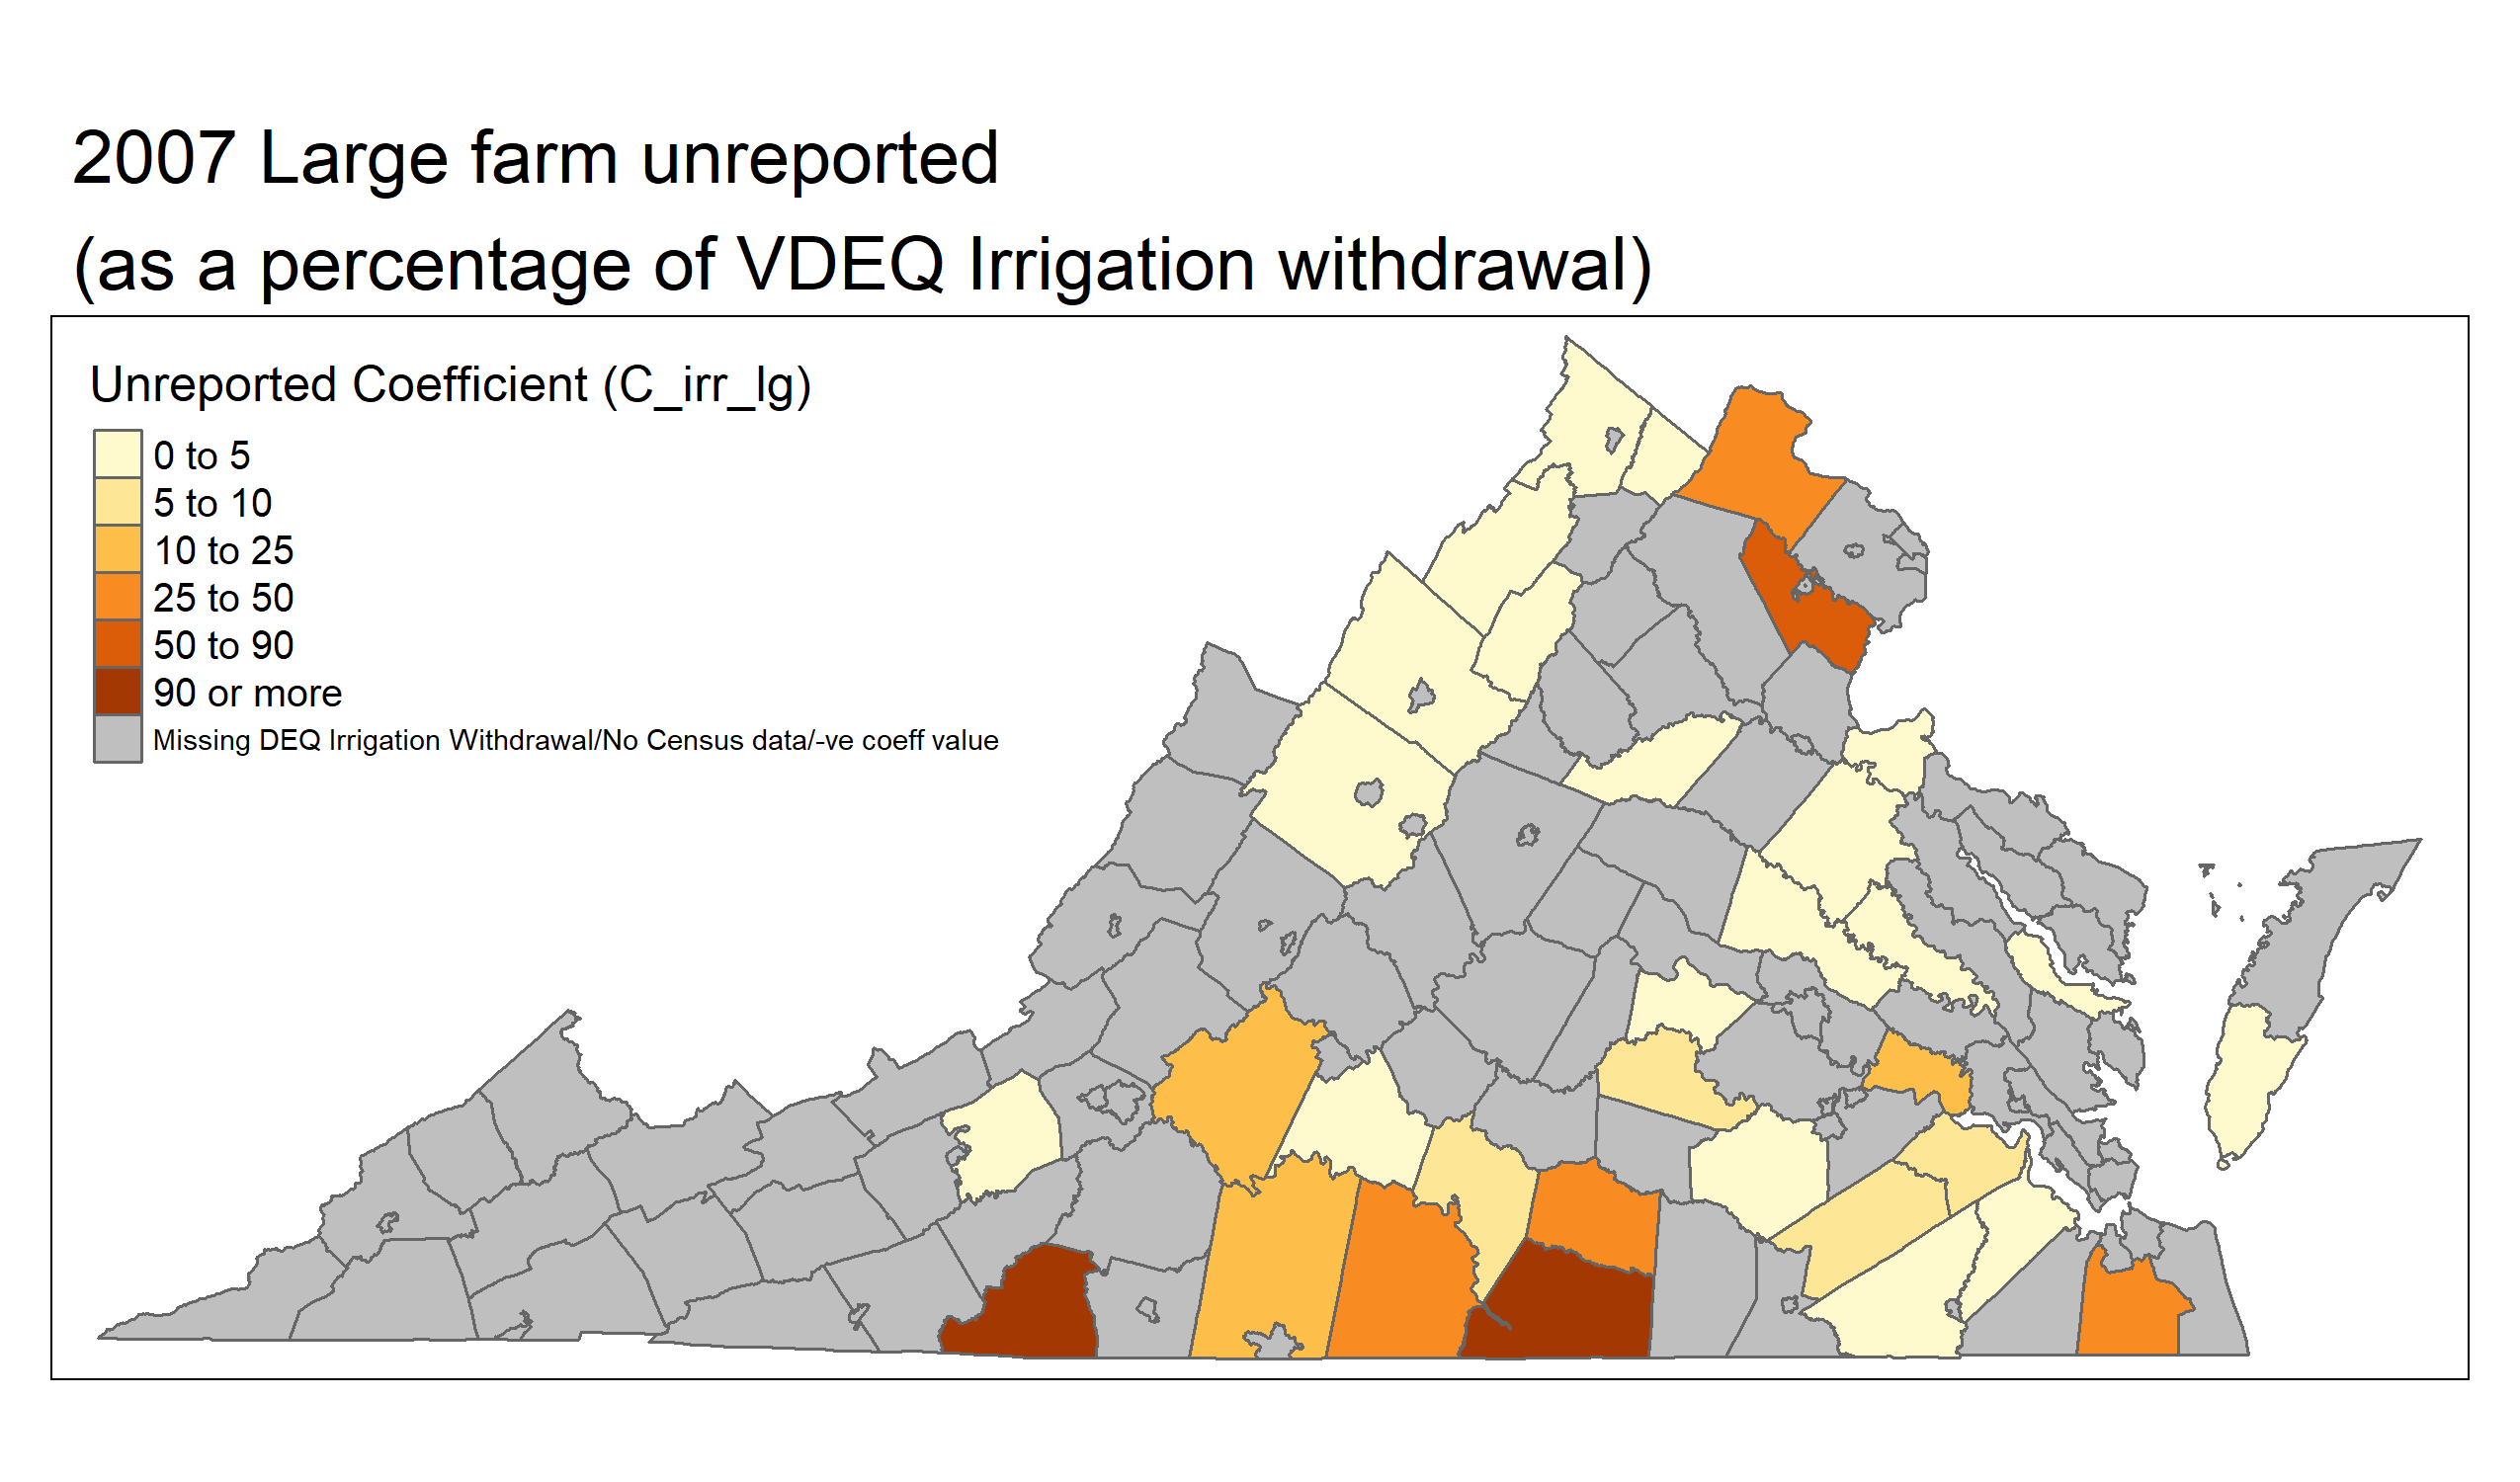 2007 Large farm unreported
(as a percentage of VDEQ Irrigation withdrawal)
Unreported Coefficient (C_irr_lg)
0 to 5
5 to 10
10 to 25
25 to 50
50 to 90
90 or more
Missing DEQ Irrigation Withdrawal/No Census data/-ve coeff value